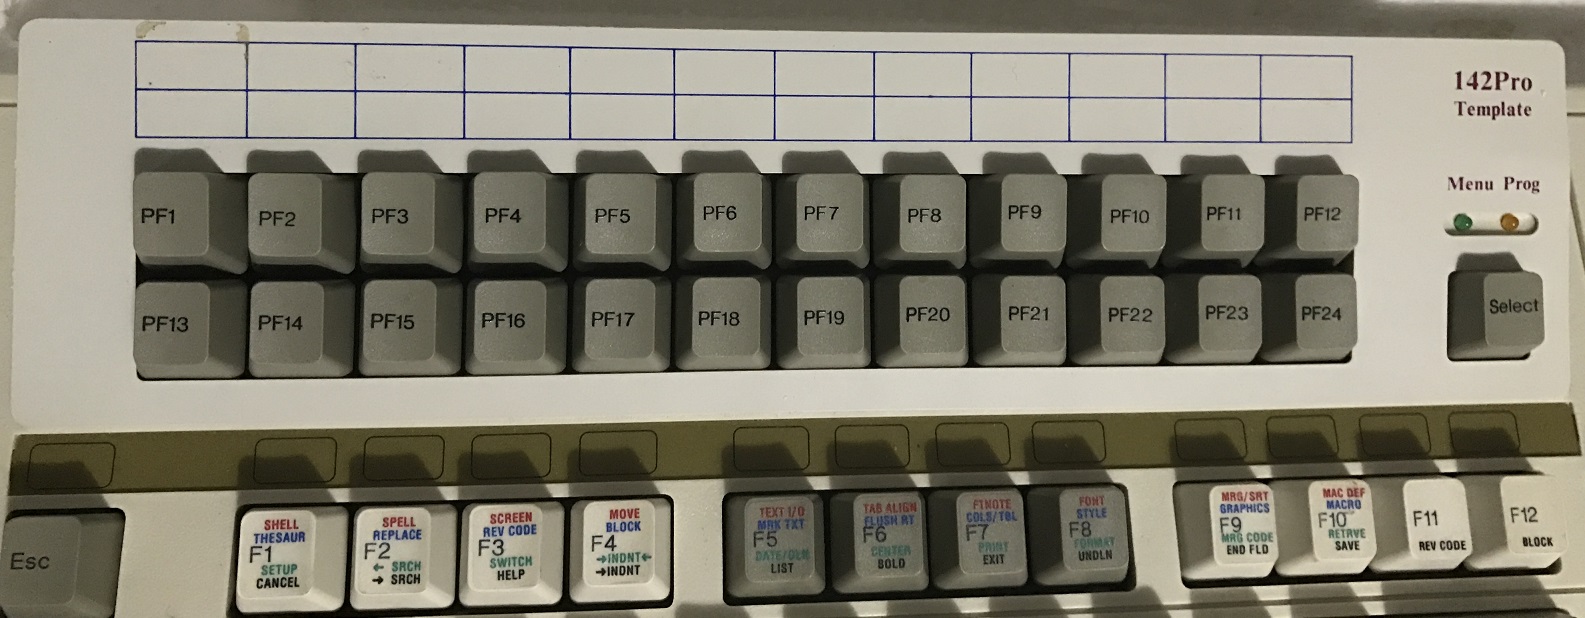 142Pro
Template
Menu Prog
PF1 PF2 PF3 PF4 PF5 PF6 PF7 PF8 PF9 PF10 PF11 PF12
PF13 PF14 PF15 PF16 PF17 PF18 PF19 PF20 PF21 PF22 PF23 PF24
Select
Esc
SHELL
THESAUR
F1
SETUP
CANCEL
SPELL
REPLACE
F2
← SRCH
→ SRCH
SCREEN
REV CODE
F3
SWITCH
HELP
MOVE
BLOCK
F4
→INDNT←
→INDNT
TEXT I/O
MRK TXT
F5
DATE/OLN
LIST
TAB ALIGN
FLUSH RT
F6
CENTER
BOLD
FTNOTE
COLS/TBL
F7
PRINT
EXIT
FONT
STYLE
F8
FORMAT
UNDLN
MRG/SRT
GRAPHICS
F9
MRG CODE
END FLD
MAC DEF
MACRO
F10
RETRVE
SAVE
F11
REV CODE
F12
BLOCK